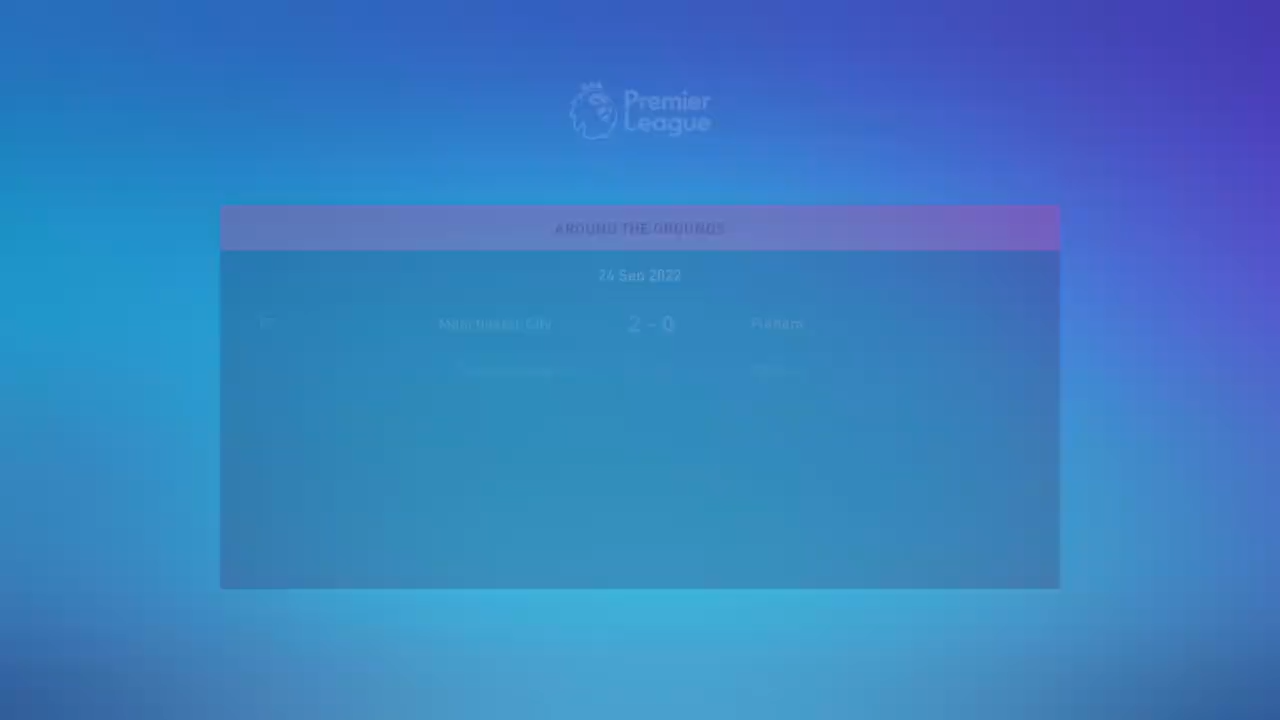 Premier
League
AROUND THE GROUNDS
24 Sep 2022
Manchester City 2 - 0 Fulham